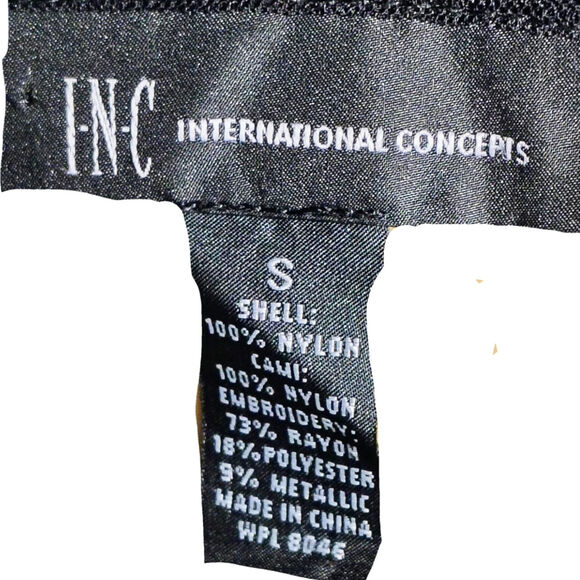 I·N·C INTERNATIONAL CONCEPTS
S
SHELL:
100% NYLON
CAMI:
100% NYLON
EMBROIDERY:
73% RAYON
18% POLYESTER
9% METALLIC
MADE IN CHINA
WPL 8046